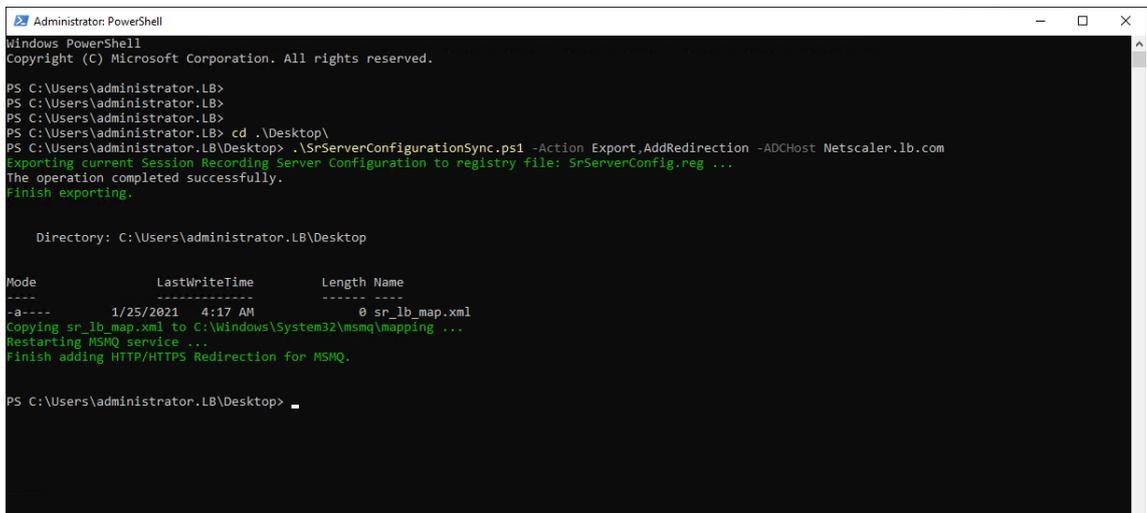 Administrator: PowerShell
Windows PowerShell
Copyright (C) Microsoft Corporation. All rights reserved.
PS C:\Users\administrator.LB>
PS C:\Users\administrator.LB>
PS C:\Users\administrator.LB>
PS C:\Users\administrator.LB> cd .\Desktop\
PS C:\Users\administrator.LB\Desktop> .\SrServerConfigurationSync.ps1 -Action Export,AddRedirection -ADCHost Netscaler.lb.com
Exporting current Session Recording Server Configuration to registry file: SrServerConfig.reg ...
The operation completed successfully.
Finish exporting.
Directory: C:\Users\administrator.LB\Desktop
Mode LastWriteTime Length Name
---- ------------- ------ ----
-a---- 1/25/2021 4:17 AM 0 sr_lb_map.xml
Copying sr_lb_map.xml to C:\Windows\System32\msmq\mapping ...
Restarting MSMQ service ...
Finish adding HTTP/HTTPS Redirection for MSMQ.
PS C:\Users\administrator.LB\Desktop>